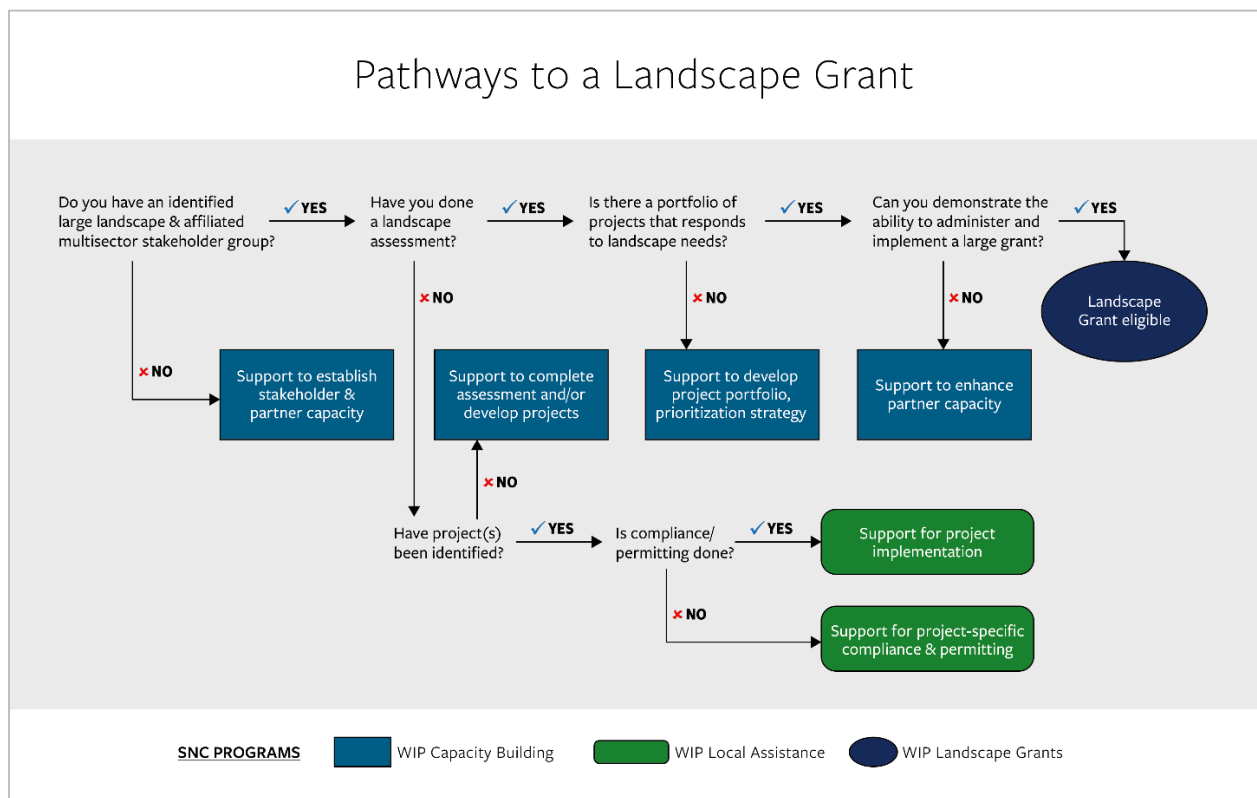 Pathways to a Landscape Grant
Do you have an identified
large landscape & affiliated
multisector stakeholder group?
YES
Have you done
a landscape
assessment?
YES
Is there a portfolio of
projects that responds
to landscape needs?
YES
Can you demonstrate the
ability to administer and
implement a large grant?
YES
Landscape
Grant eligible
NO
NO
NO
NO
Support to establish
stakeholder &
partner capacity
Support to complete
assessment and/or
develop projects
Support to develop
project portfolio,
prioritization strategy
Support to enhance
partner capacity
NO
Have project(s)
been identified?
YES
Is compliance/
permitting done?
YES
Support for project
implementation
NO
Support for project-specific
compliance & permitting
SNC PROGRAMS
WIP Capacity Building
WIP Local Assistance
WIP Landscape Grants